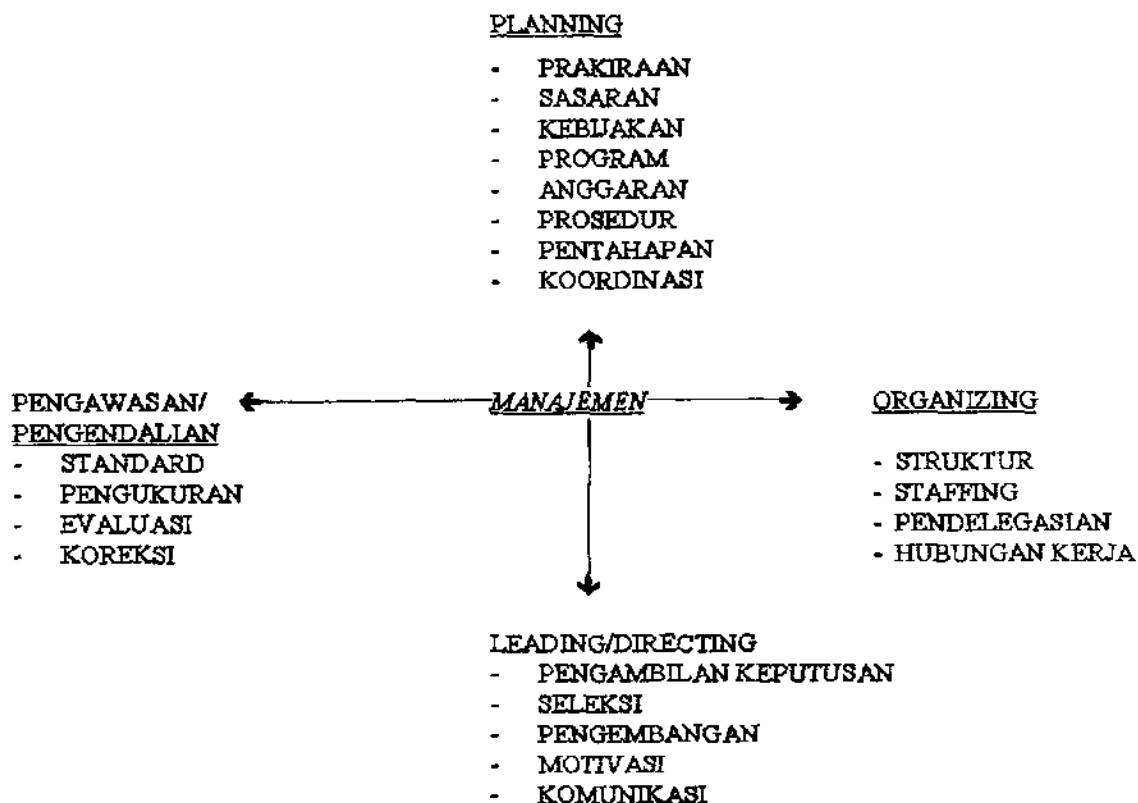 PLANNING
- PRAKIRAAN
- SASARAN
- KEBIJAKAN
- PROGRAM
- ANGGARAN
- PROSEDUR
- PENTAHAPAN
- KOORDINASI
PENGAWASAN/
PENGENDALIAN
- STANDARD
- PENGUKURAN
- EVALUASI
- KOREKSI
MANAJEMEN
ORGANIZING
- STRUKTUR
- STAFFING
- PENDELEGASIAN
- HUBUNGAN KERJA
LEADING/DIRECTING
- PENGAMBILAN KEPUTUSAN
- SELEKSI
- PENGEMBANGAN
- MOTIVASI
- KOMUNIKASI